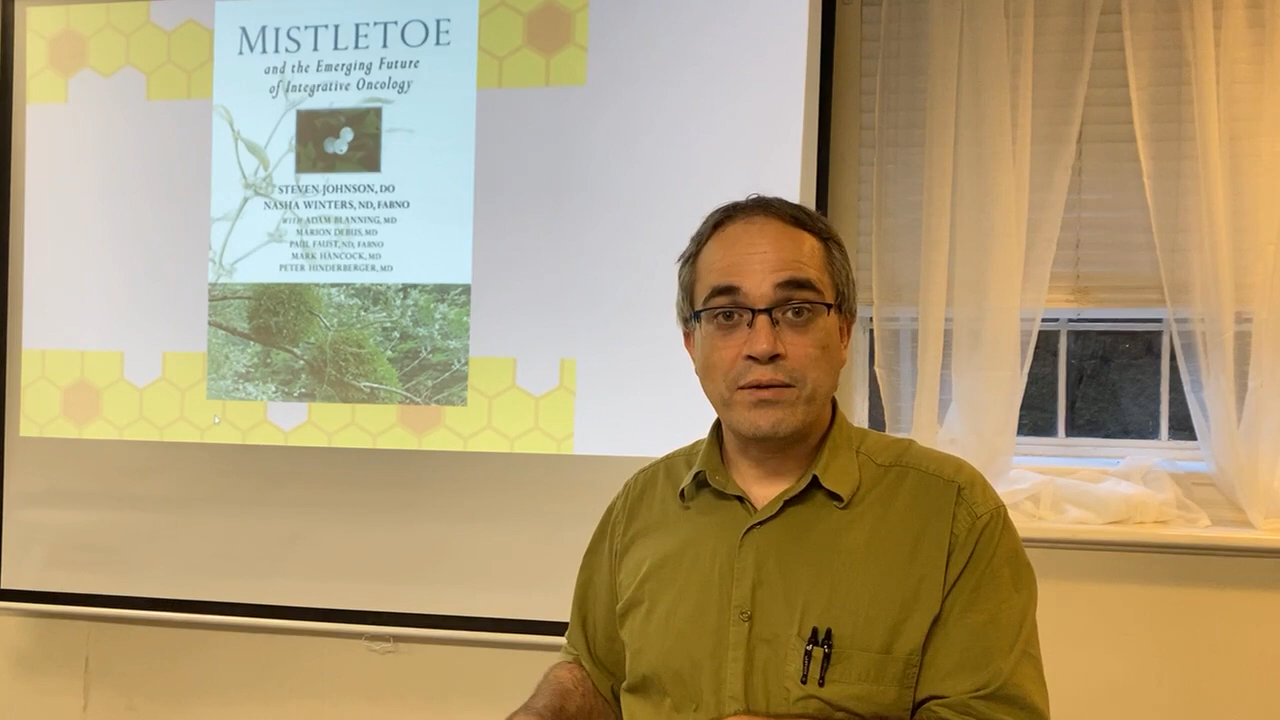 MISTLETOE
and the Emerging Future
of Integrative Oncology
STEVEN JOHNSON, DO
NASHA WINTERS, ND, FABNO
WITH ADAM BLANNING, MD
MARION DEBUS, MD
PAUL FAUST, ND, FABNO
MARK HANCOCK, MD
PETER HINDERBERGER, MD